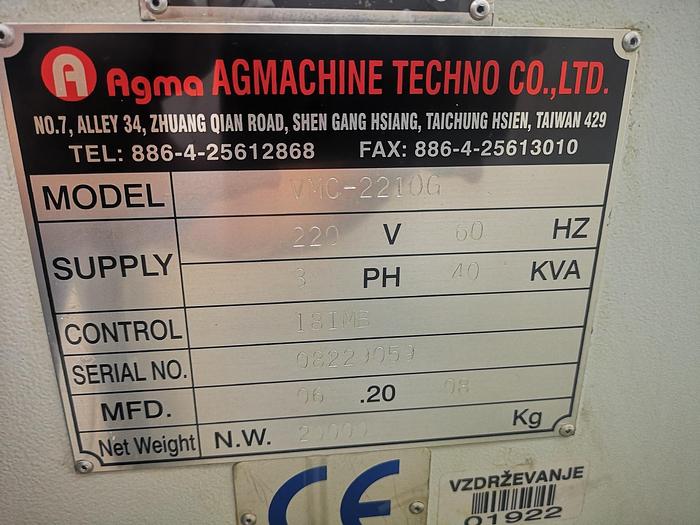 A Agma AGMACHINE TECHNO CO.,LTD.
NO.7, ALLEY 34, ZHUANG QIAN ROAD, SHEN GANG HSIANG, TAICHUNG HSIEN, TAIWAN 429
TEL: 886-4-25612868 FAX: 886-4-25613010
MODEL VMC-2210G
SUPPLY 220 V 60 HZ
3 PH 40 KVA
CONTROL 18IMB
SERIAL NO. 08229059
MFD. 06 .20 08
Net Weight N.W. 20000 Kg
CE
VZDRŽEVANJE
01922